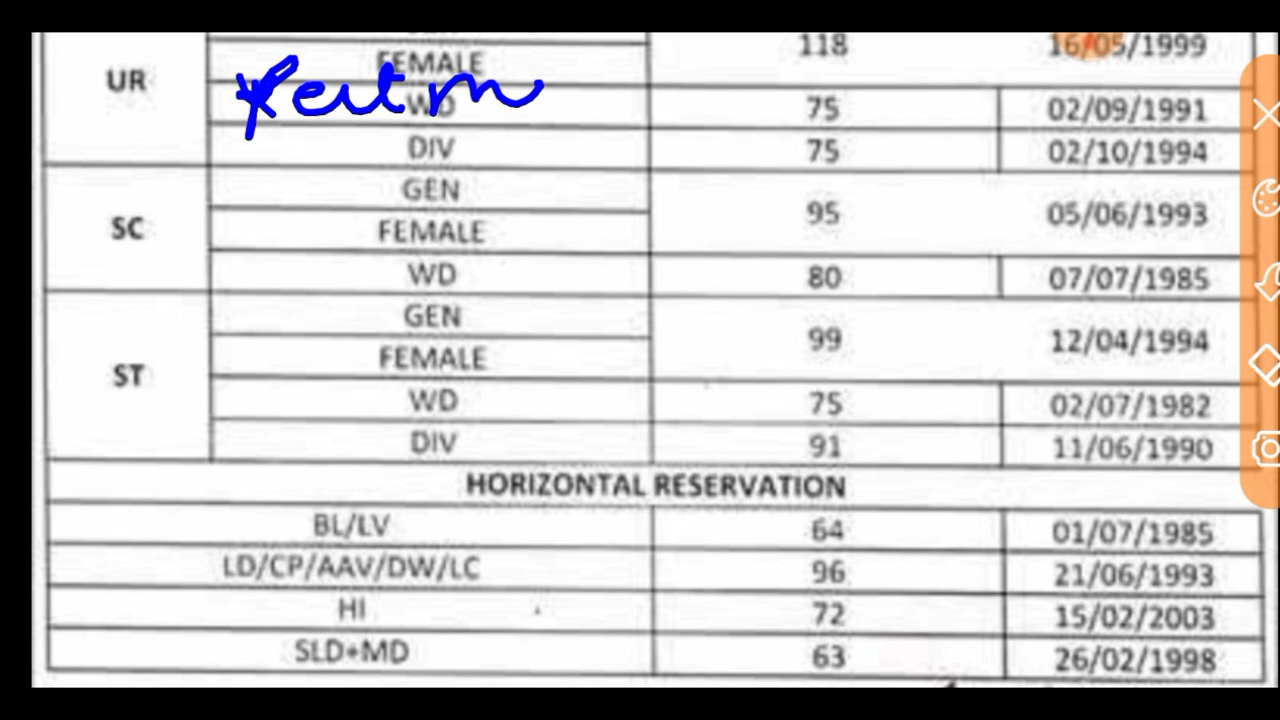 118 16/05/1999
UR FEMALE
WD 75 02/09/1991
DIV 75 02/10/1994
SC GEN 95 05/06/1993
FEMALE
WD 80 07/07/1985
ST GEN 99 12/04/1994
FEMALE
WD 75 02/07/1982
DIV 91 11/06/1990
HORIZONTAL RESERVATION
BL/LV 64 01/07/1985
LD/CP/AAV/DW/LC 96 21/06/1993
HI 72 15/02/2003
SLD+MD 63 26/02/1998